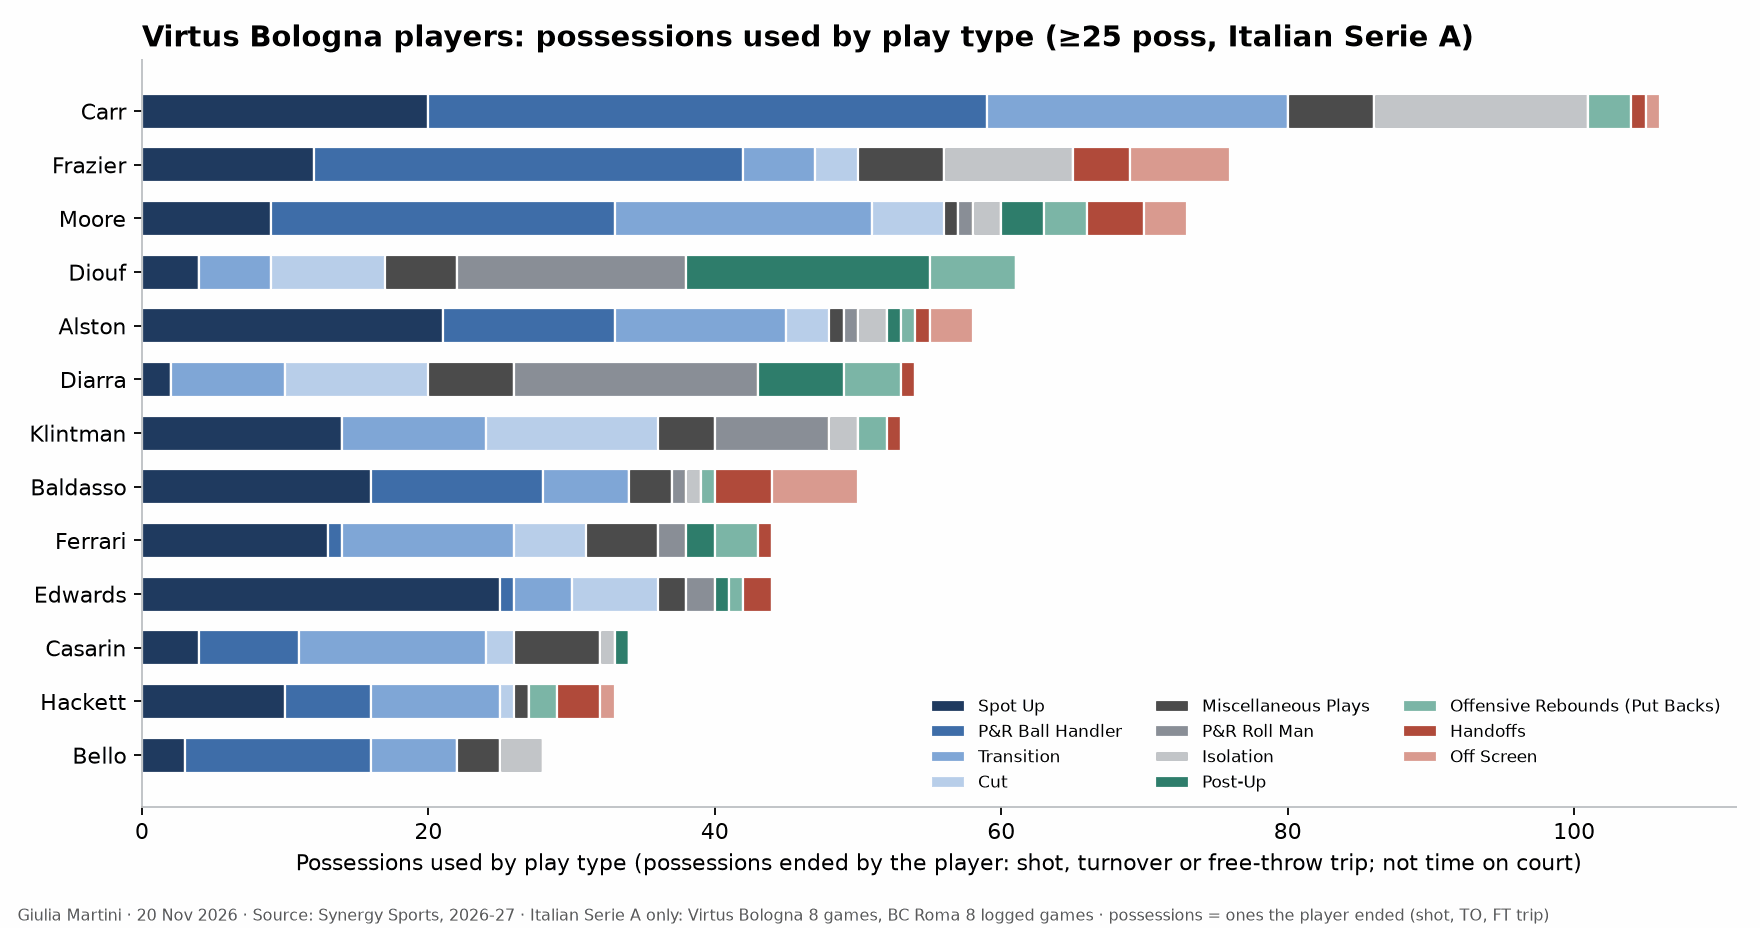 Virtus Bologna players: possessions used by play type (≥25 poss, Italian Serie A)
Carr
Frazier
Moore
Diouf
Alston
Diarra
Klintman
Baldasso
Ferrari
Edwards
Casarin
Hackett
Bello
Spot Up
P&R Ball Handler
Transition
Cut
Miscellaneous Plays
P&R Roll Man
Isolation
Post-Up
Offensive Rebounds (Put Backs)
Handoffs
Off Screen
0 20 40 60 80 100
Possessions used by play type (possessions ended by the player: shot, turnover or free-throw trip; not time on court)
Giulia Martini · 20 Nov 2026 · Source: Synergy Sports, 2026-27 · Italian Serie A only: Virtus Bologna 8 games, BC Roma 8 logged games · possessions = ones the player ended (shot, TO, FT trip)